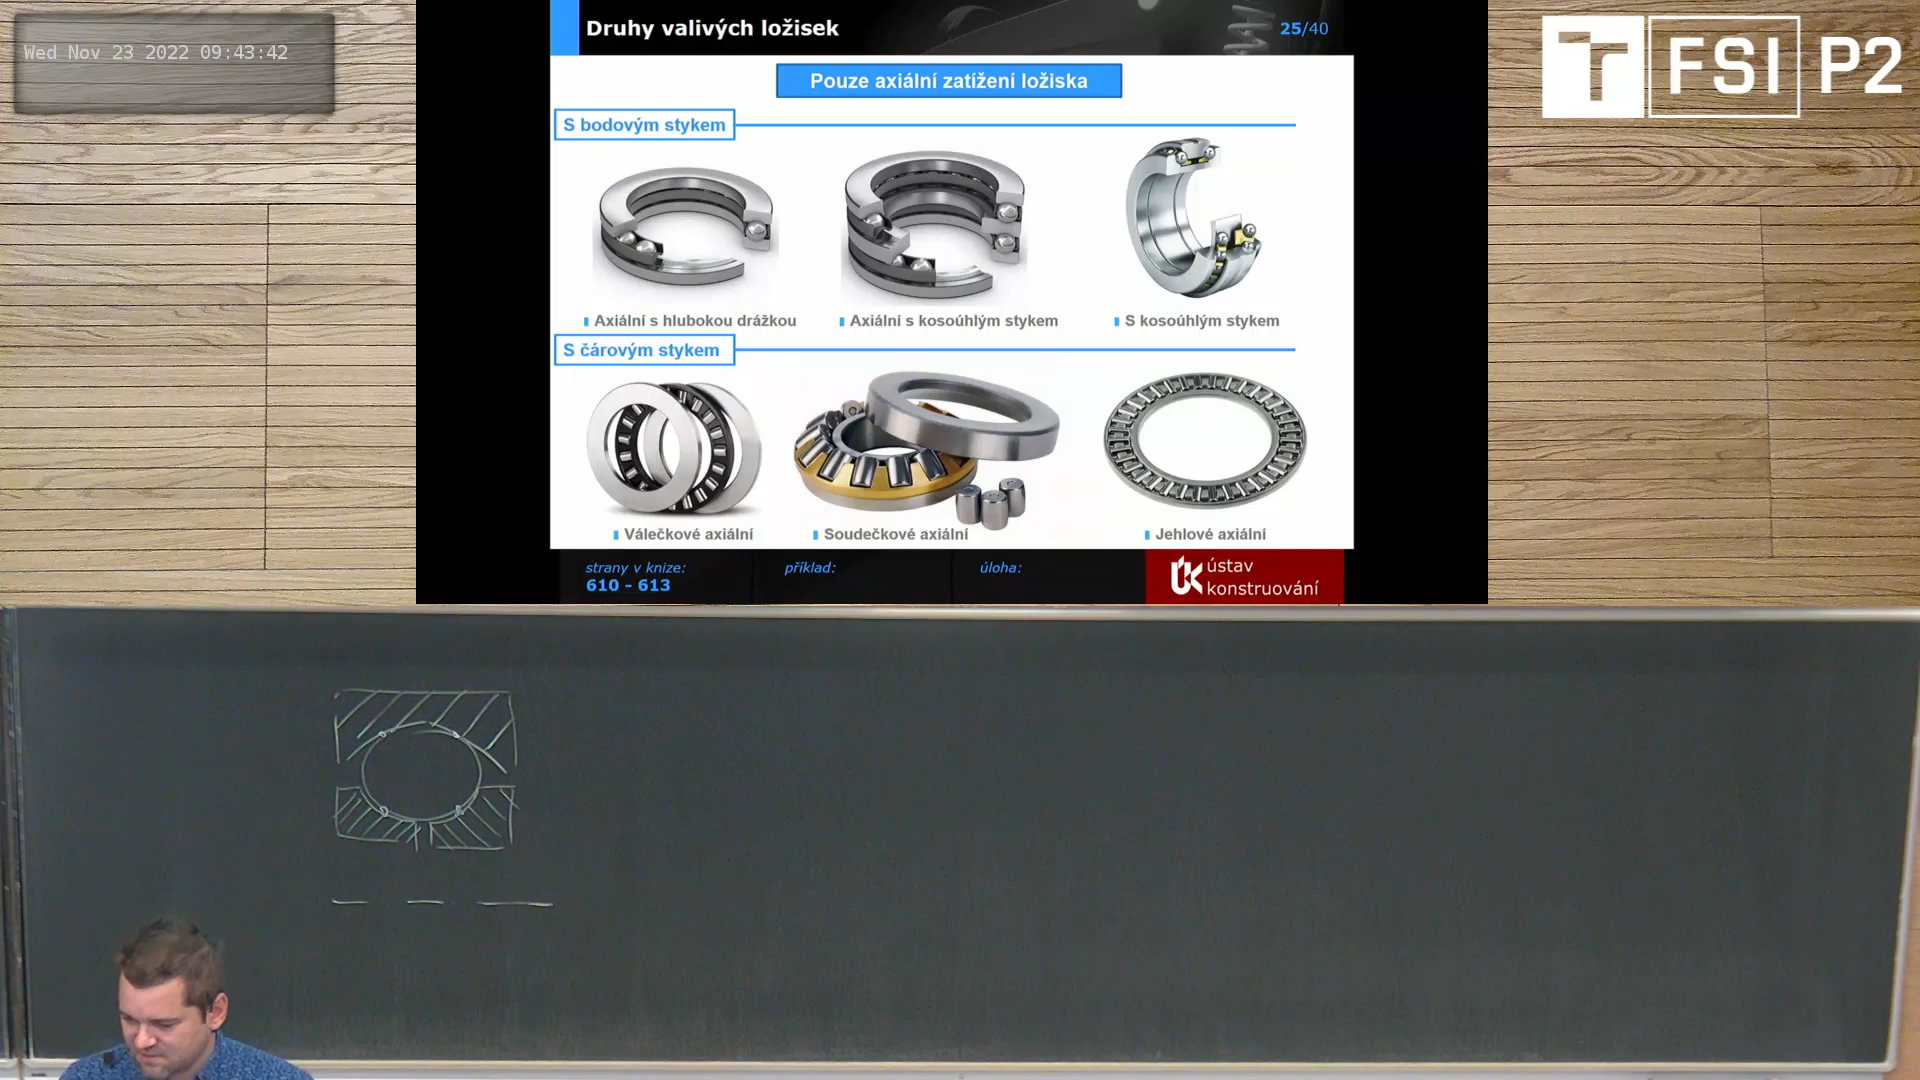 Wed Nov 23 2022 09:43:42
Druhy valivých ložisek
25/40
FSI P2
Pouze axiální zatížení ložiska
S bodovým stykem
Axiální s hlubokou drážkou
Axiální s kosoúhlým stykem
S kosoúhlým stykem
S čárovým stykem
Válečkové axiální
Soudečkové axiální
Jehlové axiální
strany v knize:
610 - 613
příklad:
úloha:
ústav
konstruování